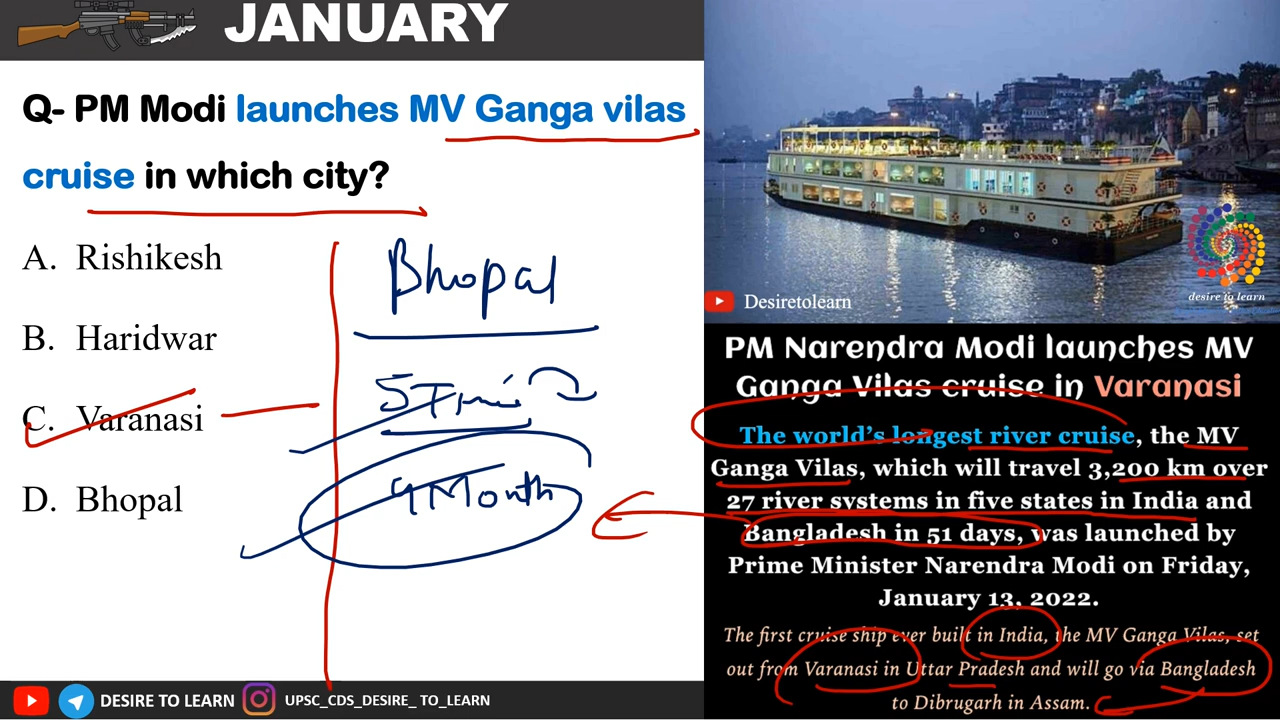 JANUARY
Q- PM Modi launches MV Ganga vilas
cruise in which city?
A. Rishikesh
B. Haridwar
C. Varanasi
D. Bhopal
Bhopal
5
9 Month
Desiretolearn
desire to learn
PM Narendra Modi launches MV
Ganga Vilas cruise in Varanasi
The world's longest river cruise, the MV
Ganga Vilas, which will travel 3,200 km over
27 river systems in five states in India and
Bangladesh in 51 days, was launched by
Prime Minister Narendra Modi on Friday,
January 13, 2022.
The first cruise ship ever built in India, the MV Ganga Vilas, set
out from Varanasi in Uttar Pradesh and will go via Bangladesh
to Dibrugarh in Assam.
DESIRE TO LEARN
UPSC_CDS_DESIRE_ TO_LEARN